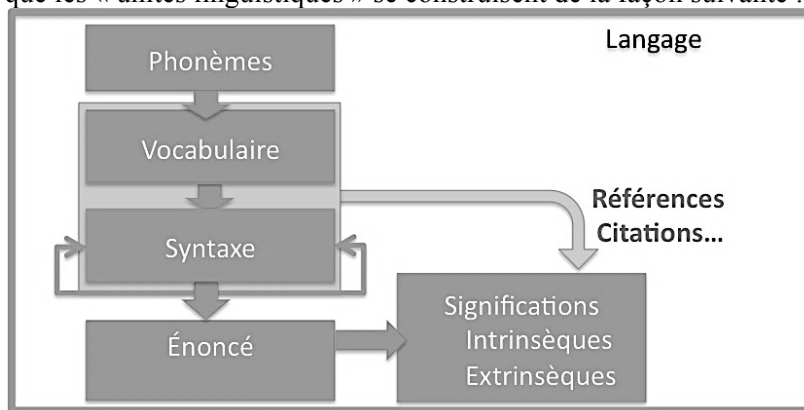 que les « unités linguistiques » se construisent de la façon suivante :
Langage
Phonèmes
Vocabulaire
Syntaxe
Énoncé
Références
Citations...
Significations
Intrinsèques
Extrinsèques